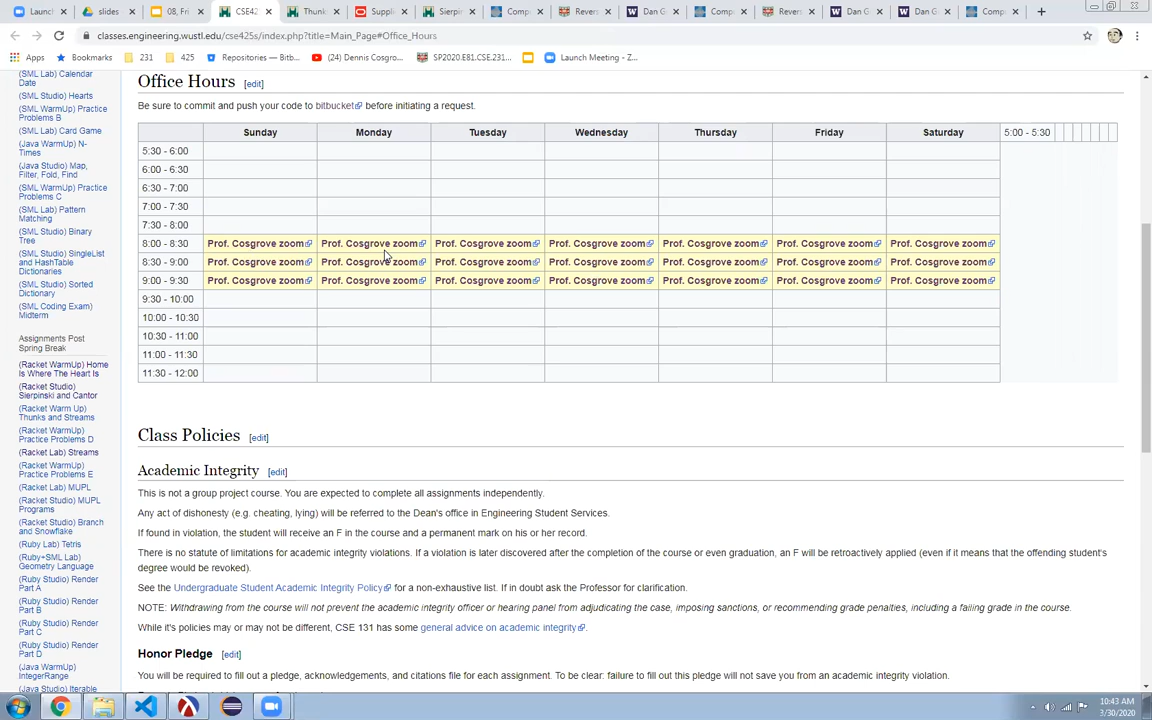 Launch
slides
08, Fri
CSE42
Thunk
Supplie
Sierpin
Compo
Revers
Dan G
Compo
Revers
Dan G
Dan G
Compo
classes.engineering.wustl.edu/cse425s/index.php?title=Main_Page#Office_Hours
Apps
Bookmarks
231
425
Repositories — Bitb...
(24) Dennis Cosgro...
SP2020.E81.CSE.231...
Launch Meeting - Z...
(SML Lab) Calendar
Date
(SML Studio) Hearts
(SML WarmUp) Practice
Problems B
(SML Lab) Card Game
(Java WarmUp) N-
Times
(Java Studio) Map,
Filter, Fold, Find
(SML WarmUp) Practice
Problems C
(SML Lab) Pattern
Matching
(SML Studio) Binary
Tree
(SML Studio) SingleList
and HashTable
Dictionaries
(SML Studio) Sorted
Dictionary
(SML Coding Exam)
Midterm
Assignments Post
Spring Break
(Racket WarmUp) Home
Is Where The Heart Is
(Racket Studio)
Sierpinski and Cantor
(Racket Warm Up)
Thunks and Streams
(Racket WarmUp)
Practice Problems D
(Racket Lab) Streams
(Racket WarmUp)
Practice Problems E
(Racket Lab) MUPL
(Racket Studio) MUPL
Programs
(Racket Studio) Branch
and Snowflake
(Ruby Lab) Tetris
(Ruby+SML Lab)
Geometry Language
(Ruby Studio) Render
Part A
(Ruby Studio) Render
Part B
(Ruby Studio) Render
Part C
(Ruby Studio) Render
Part D
(Java WarmUp)
IntegerRange
(Java Studio) Iterable
Office Hours [edit]
Be sure to commit and push your code to bitbucket before initiating a request.
Sunday Monday Tuesday Wednesday Thursday Friday Saturday 5:00 - 5:30
5:30 - 6:00
6:00 - 6:30
6:30 - 7:00
7:00 - 7:30
7:30 - 8:00
8:00 - 8:30 Prof. Cosgrove zoom Prof. Cosgrove zoom Prof. Cosgrove zoom Prof. Cosgrove zoom Prof. Cosgrove zoom Prof. Cosgrove zoom Prof. Cosgrove zoom
8:30 - 9:00 Prof. Cosgrove zoom Prof. Cosgrove zoom Prof. Cosgrove zoom Prof. Cosgrove zoom Prof. Cosgrove zoom Prof. Cosgrove zoom Prof. Cosgrove zoom
9:00 - 9:30 Prof. Cosgrove zoom Prof. Cosgrove zoom Prof. Cosgrove zoom Prof. Cosgrove zoom Prof. Cosgrove zoom Prof. Cosgrove zoom Prof. Cosgrove zoom
9:30 - 10:00
10:00 - 10:30
10:30 - 11:00
11:00 - 11:30
11:30 - 12:00
Class Policies [edit]
Academic Integrity [edit]
This is not a group project course. You are expected to complete all assignments independently.
Any act of dishonesty (e.g. cheating, lying) will be referred to the Dean's office in Engineering Student Services.
If found in violation, the student will receive an F in the course and a permanent mark on his or her record.
There is no statute of limitations for academic integrity violations. If a violation is later discovered after the completion of the course or even graduation, an F will be retroactively applied (even if it means that the offending student's
degree would be revoked).
See the Undergraduate Student Academic Integrity Policy for a non-exhaustive list. If in doubt ask the Professor for clarification.
NOTE: Withdrawing from the course will not prevent the academic integrity officer or hearing panel from adjudicating the case, imposing sanctions, or recommending grade penalties, including a failing grade in the course.
While it's policies may or may not be different, CSE 131 has some general advice on academic integrity.
Honor Pledge [edit]
You will be required to fill out a pledge, acknowledgements, and citations file for each assignment. To be clear: failure to fill out this pledge will not save you from an academic integrity violation.
10:43 AM
3/30/2020